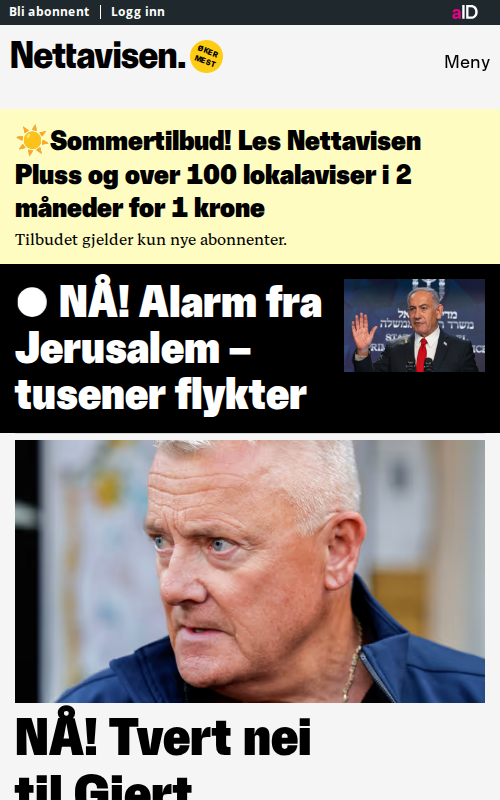 Bli abonnent | Logg inn
aID
Nettavisen.
ØKER
MEST
Meny
Sommertilbud! Les Nettavisen
Pluss og over 100 lokalaviser i 2
måneder for 1 krone
Tilbudet gjelder kun nye abonnenter.
NÅ! Alarm fra
Jerusalem –
tusener flykter
NÅ! Tvert nei
til Gjert